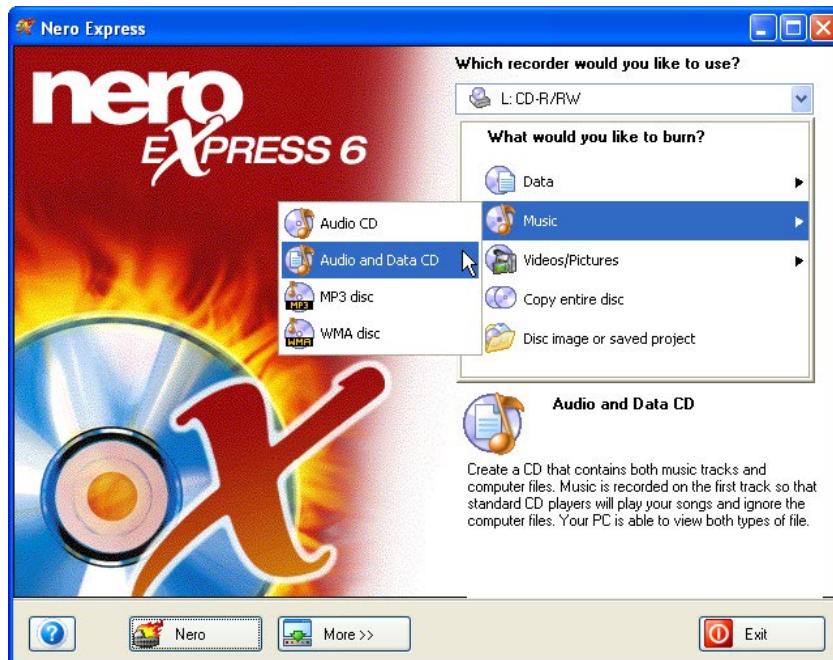 Nero Express
nero
EXPRESS 6
Which recorder would you like to use?
L: CD-R/RW
What would you like to burn?
Data
Music
Videos/Pictures
Copy entire disc
Disc image or saved project
Audio CD
Audio and Data CD
MP3 disc
MP3
WMA disc
WMA
Audio and Data CD
Create a CD that contains both music tracks and
computer files. Music is recorded on the first track so that
standard CD players will play your songs and ignore the
computer files. Your PC is able to view both types of file.
?
Nero
More >>
Exit